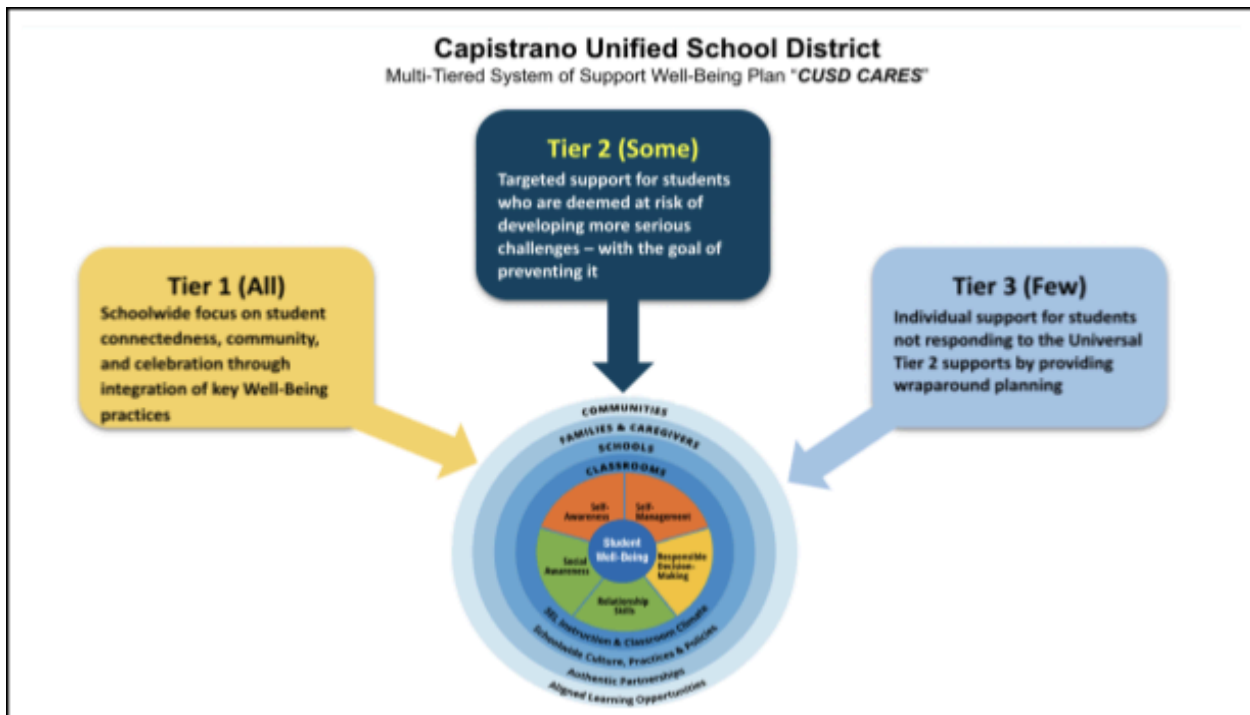 Capistrano Unified School District
Multi-Tiered System of Support Well-Being Plan "CUSD CARES"
Tier 2 (Some)
Targeted support for students
who are deemed at risk of
developing more serious
challenges – with the goal of
preventing it
Tier 1 (All)
Schoolwide focus on student
connectedness, community,
and celebration through
integration of key Well-Being
practices
Tier 3 (Few)
Individual support for students
not responding to the Universal
Tier 2 supports by providing
wraparound planning
COMMUNITIES
FAMILIES & CAREGIVERS
SCHOOLS
CLASSROOMS
Self-
Awareness
Self-
Management
Student
Well-Being
Social
Awareness
Responsible
Decision-
Making
Relationship
Skills
SEL Instruction & Classroom Climate
Schoolwide Culture, Practices & Policies
Authentic Partnerships
Aligned Learning Opportunities